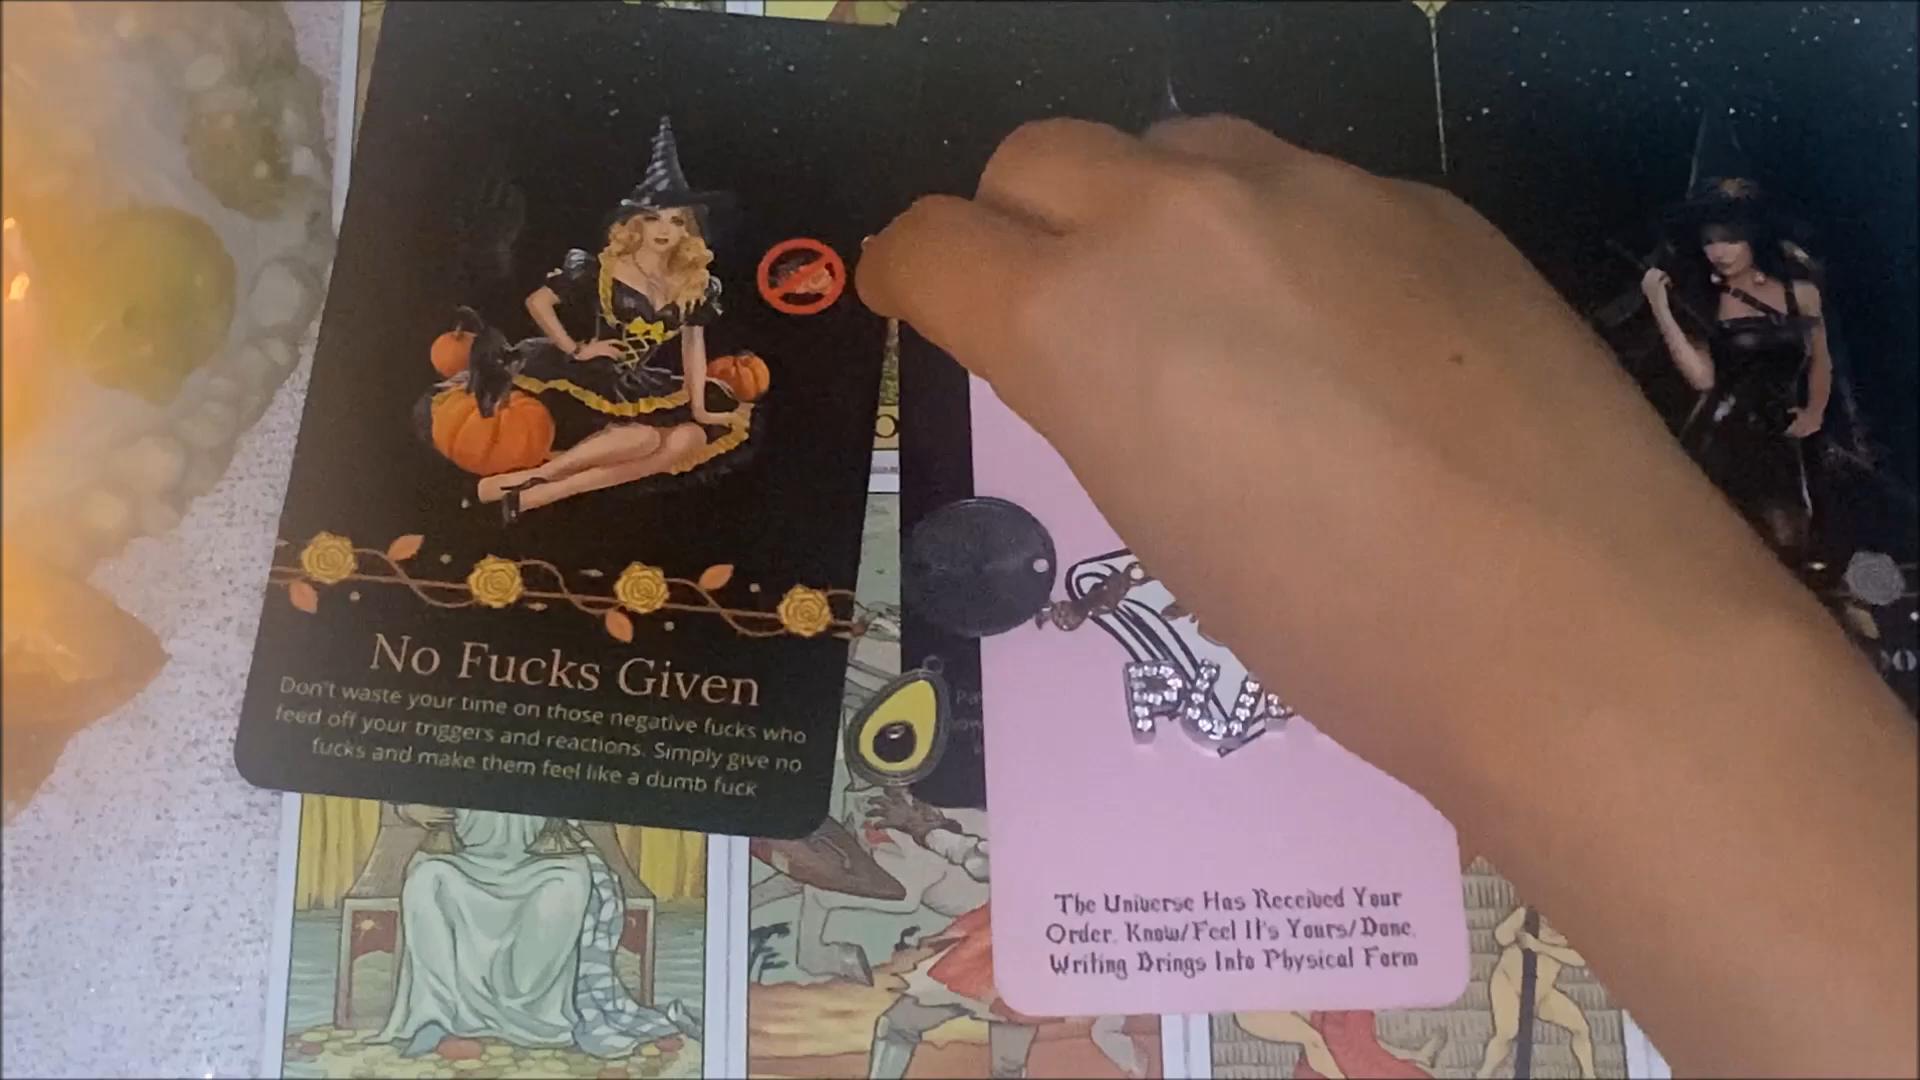 No Fucks Given
Don't waste your time on those negative fucks who
feed off your triggers and reactions. Simply give no
fucks and make them feel like a dumb fuck
The Universe Has Received Your
Order. Know/Feel It's Yours/Done.
Writing Brings Into Physical Form